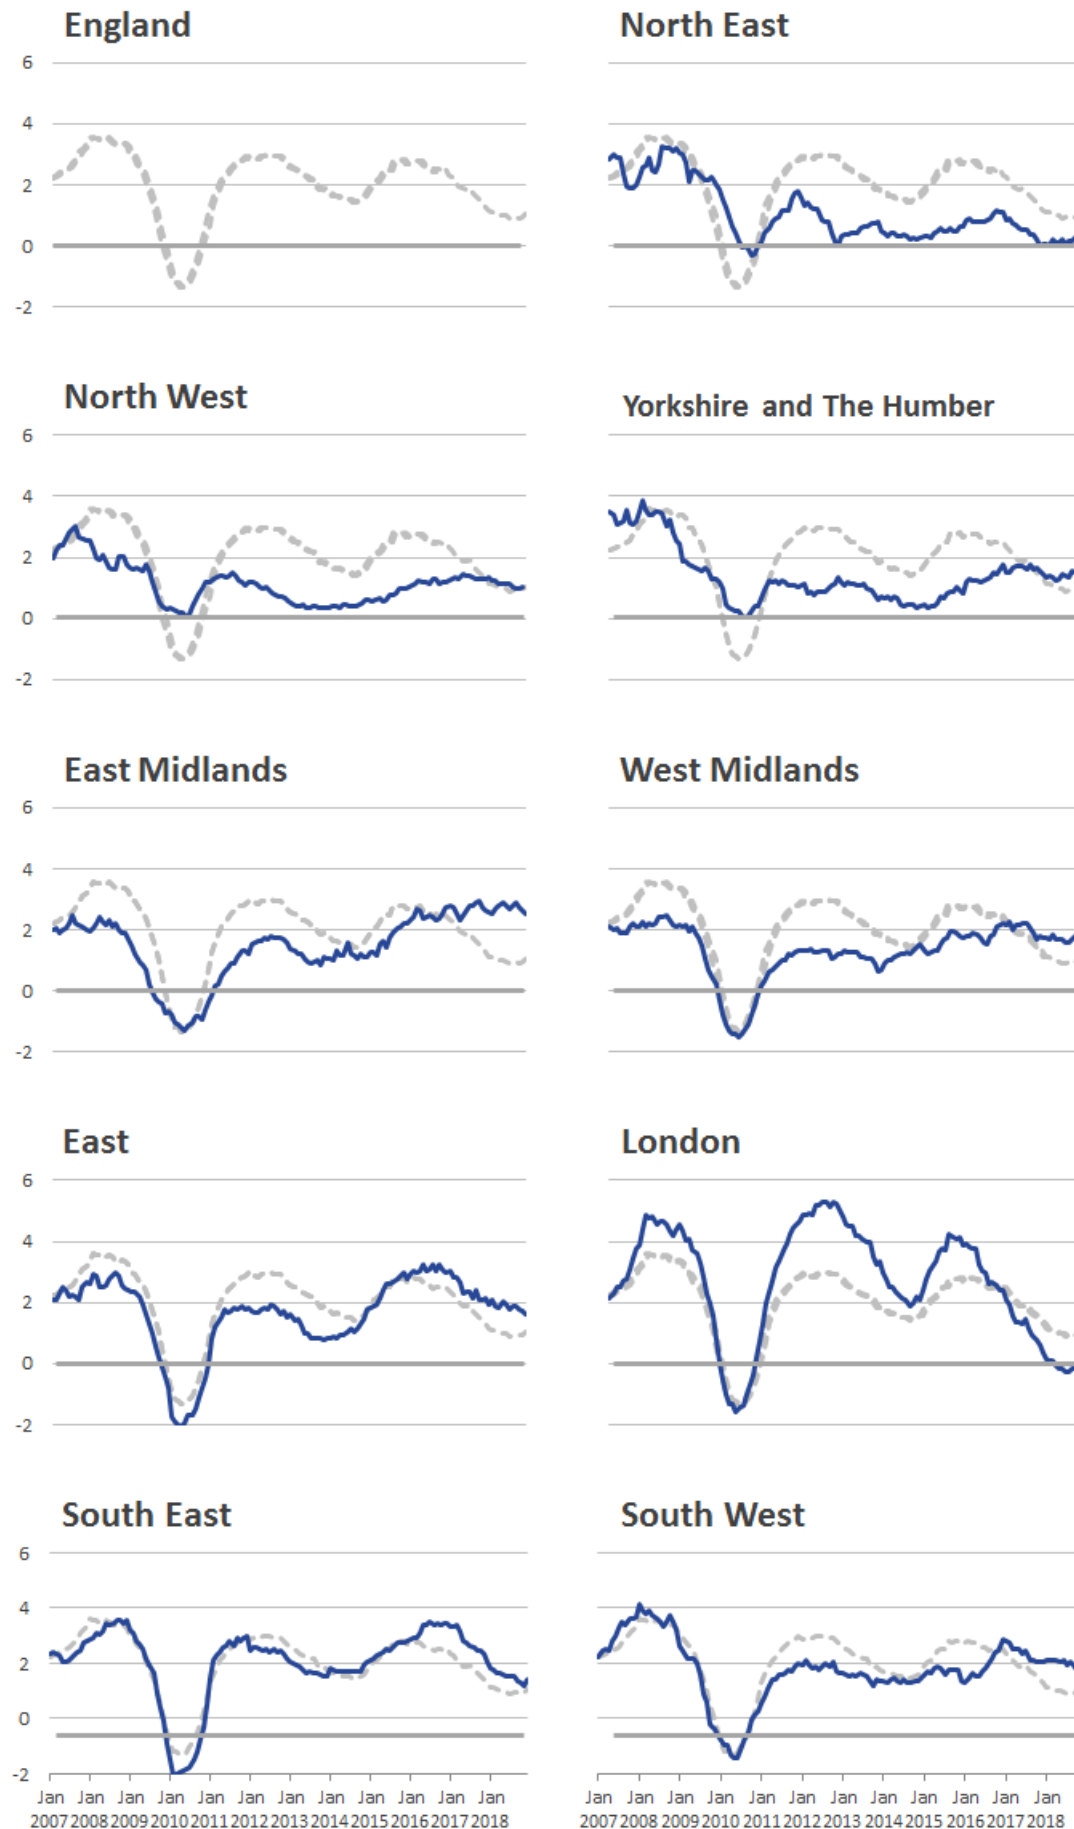 England
North East
6
4
2
0
-2
North West
Yorkshire and The Humber
6
4
2
0
-2
East Midlands
West Midlands
6
4
2
0
-2
East
London
6
4
2
0
-2
South East
South West
6
4
2
0
-2
Jan Jan Jan Jan Jan Jan Jan Jan Jan Jan Jan Jan
2007 2008 2009 2010 2011 2012 2013 2014 2015 2016 2017 2018
Jan Jan Jan Jan Jan Jan Jan Jan Jan Jan Jan Jan
2007 2008 2009 2010 2011 2012 2013 2014 2015 2016 2017 2018